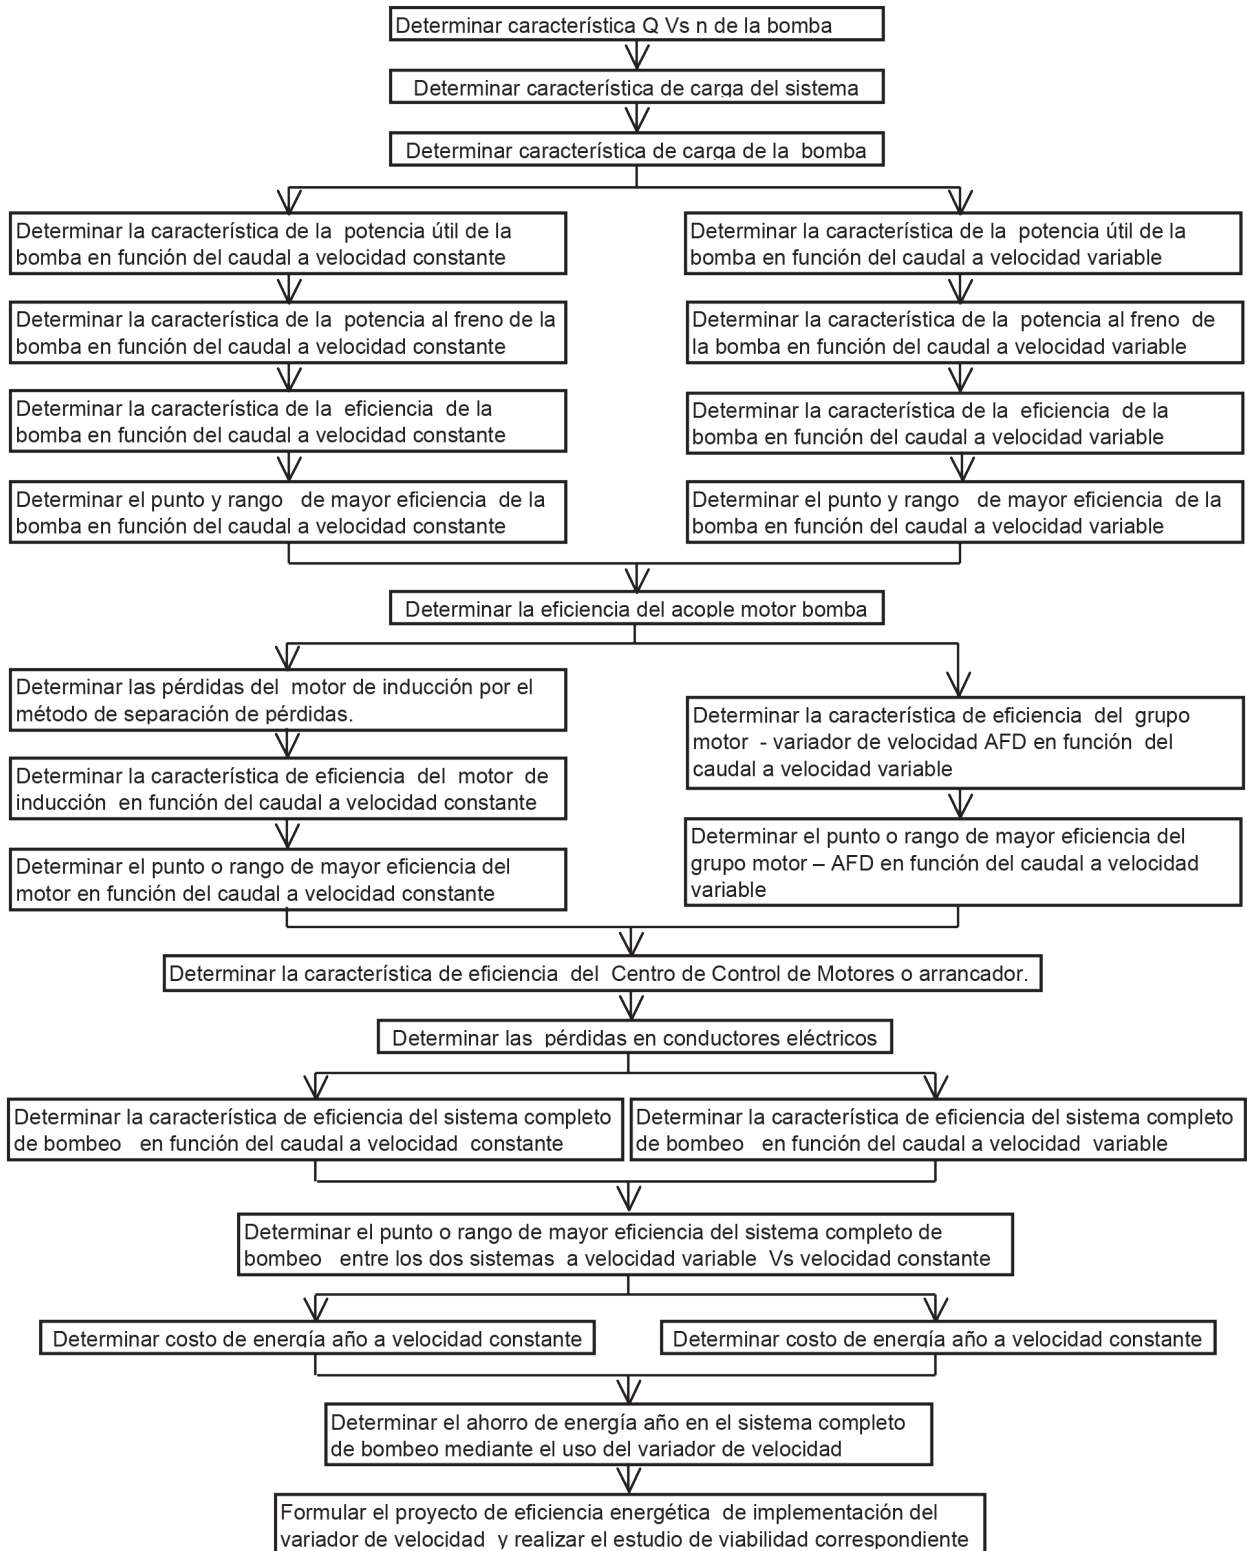 Determinar característica Q Vs n de la bomba
Determinar característica de carga del sistema
Determinar característica de carga de la bomba
Determinar la característica de la potencia útil de la
bomba en función del caudal a velocidad constante
Determinar la característica de la potencia útil de la
bomba en función del caudal a velocidad variable
Determinar la característica de la potencia al freno de la
bomba en función del caudal a velocidad constante
Determinar la característica de la potencia al freno de
la bomba en función del caudal a velocidad variable
Determinar la característica de la eficiencia de la
bomba en función del caudal a velocidad constante
Determinar la característica de la eficiencia de la
bomba en función del caudal a velocidad variable
Determinar el punto y rango de mayor eficiencia de la
bomba en función del caudal a velocidad constante
Determinar el punto y rango de mayor eficiencia de la
bomba en función del caudal a velocidad variable
Determinar la eficiencia del acople motor bomba
Determinar las pérdidas del motor de inducción por el
método de separación de pérdidas.
Determinar la característica de eficiencia del motor de
inducción en función del caudal a velocidad constante
Determinar el punto o rango de mayor eficiencia del
motor en función del caudal a velocidad constante
Determinar la característica de eficiencia del grupo
motor - variador de velocidad AFD en función del
caudal a velocidad variable
Determinar el punto o rango de mayor eficiencia del
grupo motor – AFD en función del caudal a velocidad
variable
Determinar la característica de eficiencia del Centro de Control de Motores o arrancador.
Determinar las pérdidas en conductores eléctricos
Determinar la característica de eficiencia del sistema completo
de bombeo en función del caudal a velocidad constante
Determinar la característica de eficiencia del sistema completo
de bombeo en función del caudal a velocidad variable
Determinar el punto o rango de mayor eficiencia del sistema completo de
bombeo entre los dos sistemas a velocidad variable Vs velocidad constante
Determinar costo de energía año a velocidad constante
Determinar costo de energía año a velocidad constante
Determinar el ahorro de energía año en el sistema completo
de bombeo mediante el uso del variador de velocidad
Formular el proyecto de eficiencia energética de implementación del
variador de velocidad y realizar el estudio de viabilidad correspondiente